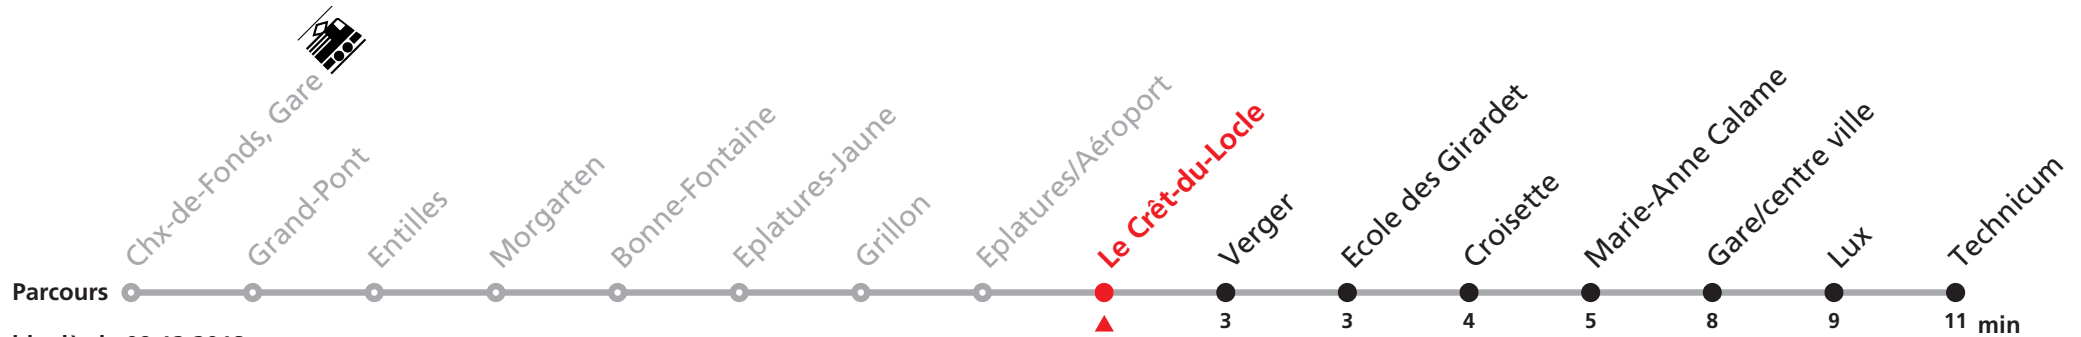 Chx-de-Fonds, Gare
Grand-Pont
Entilles
Morgarten
Bonne-Fontaine
Eplatures-Jaune
Grillon
Eplatures/Aéroport
Le Crêt-du-Locle
Verger
Ecole des Girardet
Croisette
Marie-Anne Calame
Gare/centre ville
Lux
Technicum
Parcours
3 3 4 5 8 9 11 min